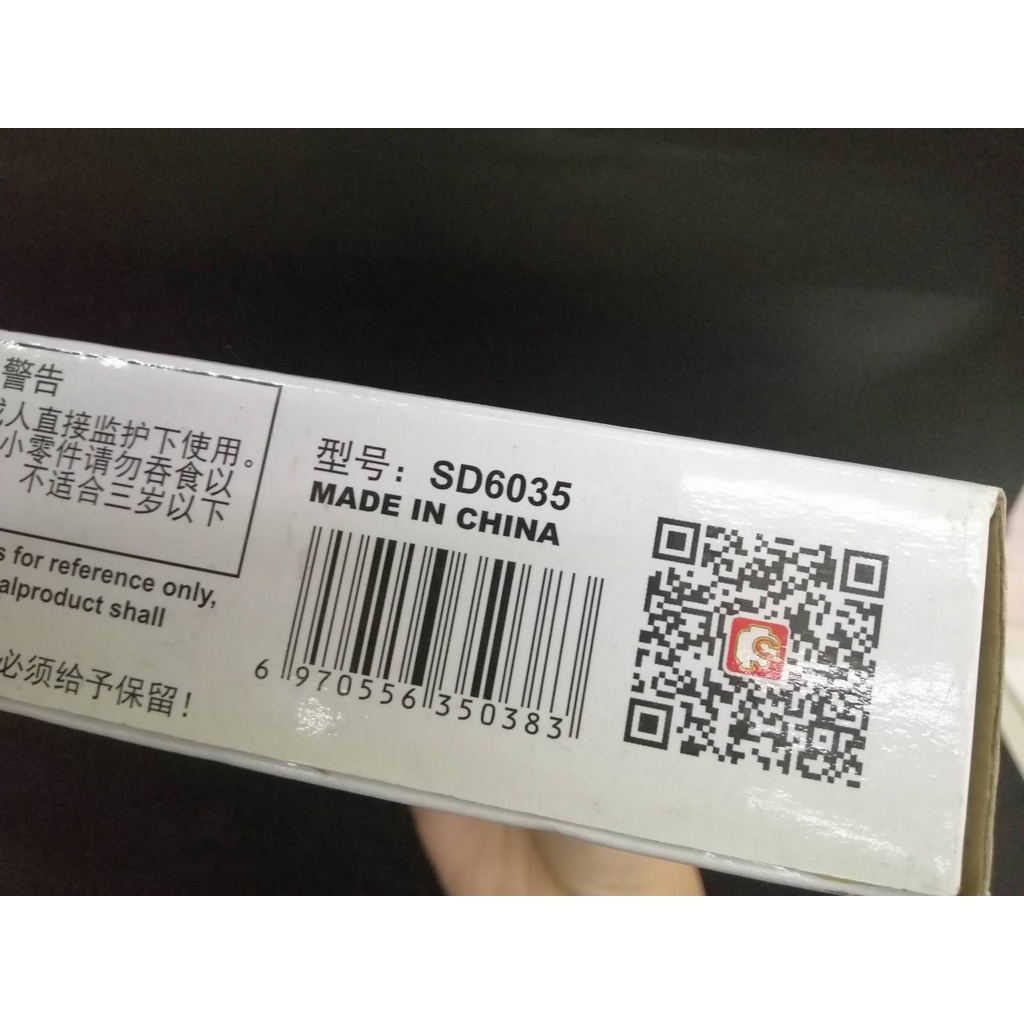 警告
人直接监护下使用。
小零件请勿吞食以
不适合三岁以下
s for reference only,
alproduct shall
必须给予保留！
型号：SD6035
MADE IN CHINA
6 970556 350383